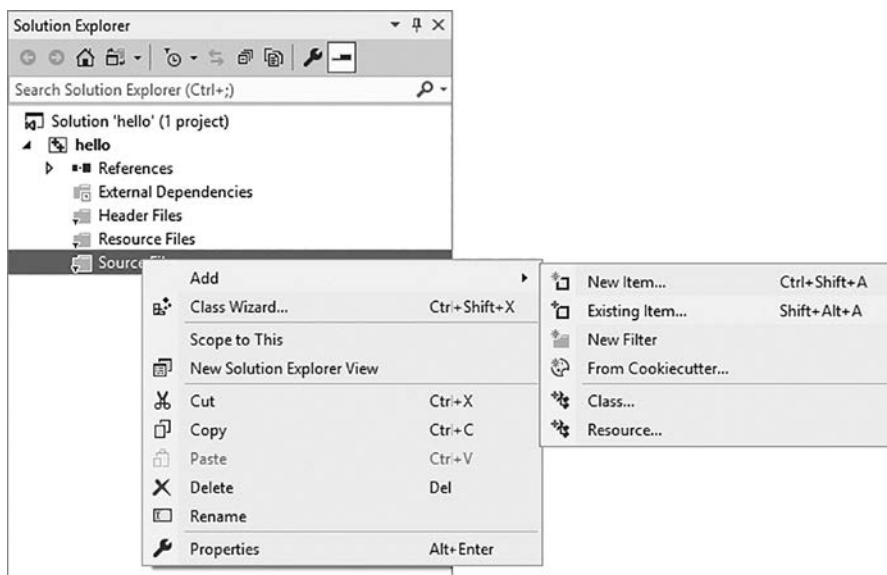 Solution Explorer
Search Solution Explorer (Ctrl+;)
Solution 'hello' (1 project)
hello
References
External Dependencies
Header Files
Resource Files
Add
Class Wizard... Ctrl+Shift+X
Scope to This
New Solution Explorer View
Cut Ctrl+X
Copy Ctrl+C
Paste Ctrl+V
Delete Del
Rename
Properties Alt+Enter
New Item... Ctrl+Shift+A
Existing Item... Shift+Alt+A
New Filter
From Cookiecutter...
Class...
Resource...